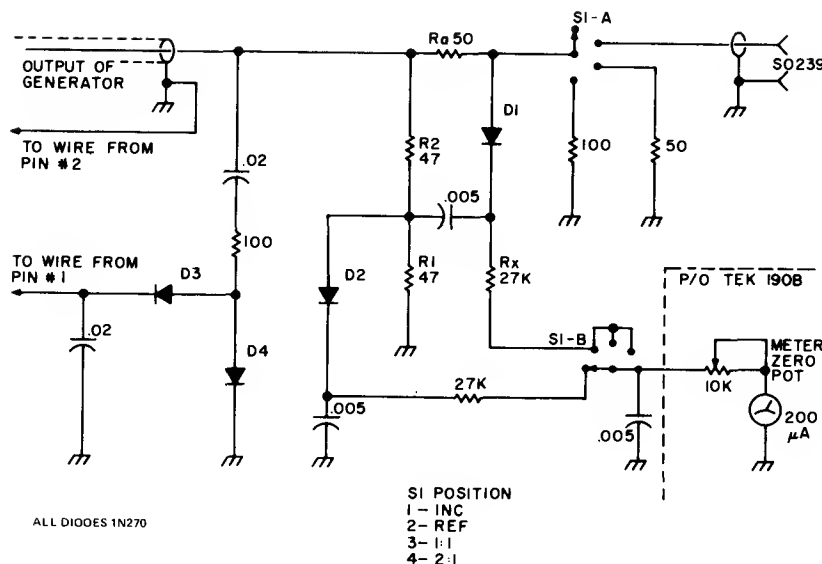 S1-A
Ra 50
OUTPUT OF
GENERATOR
SO239
D1
TO WIRE FROM
PIN #2
R2
47
100
50
.02
.005
100
TO WIRE FROM
PIN #1
D3
D2
R1
47
Rx
27K
P/O TEK 190B
.02
D4
S1-B
METER
ZERO
POT
27K
10K
.005
.005
200
µA
S1 POSITION
1 - INC
2 - REF
3 - 1:1
4 - 2:1
ALL DIODES 1N270